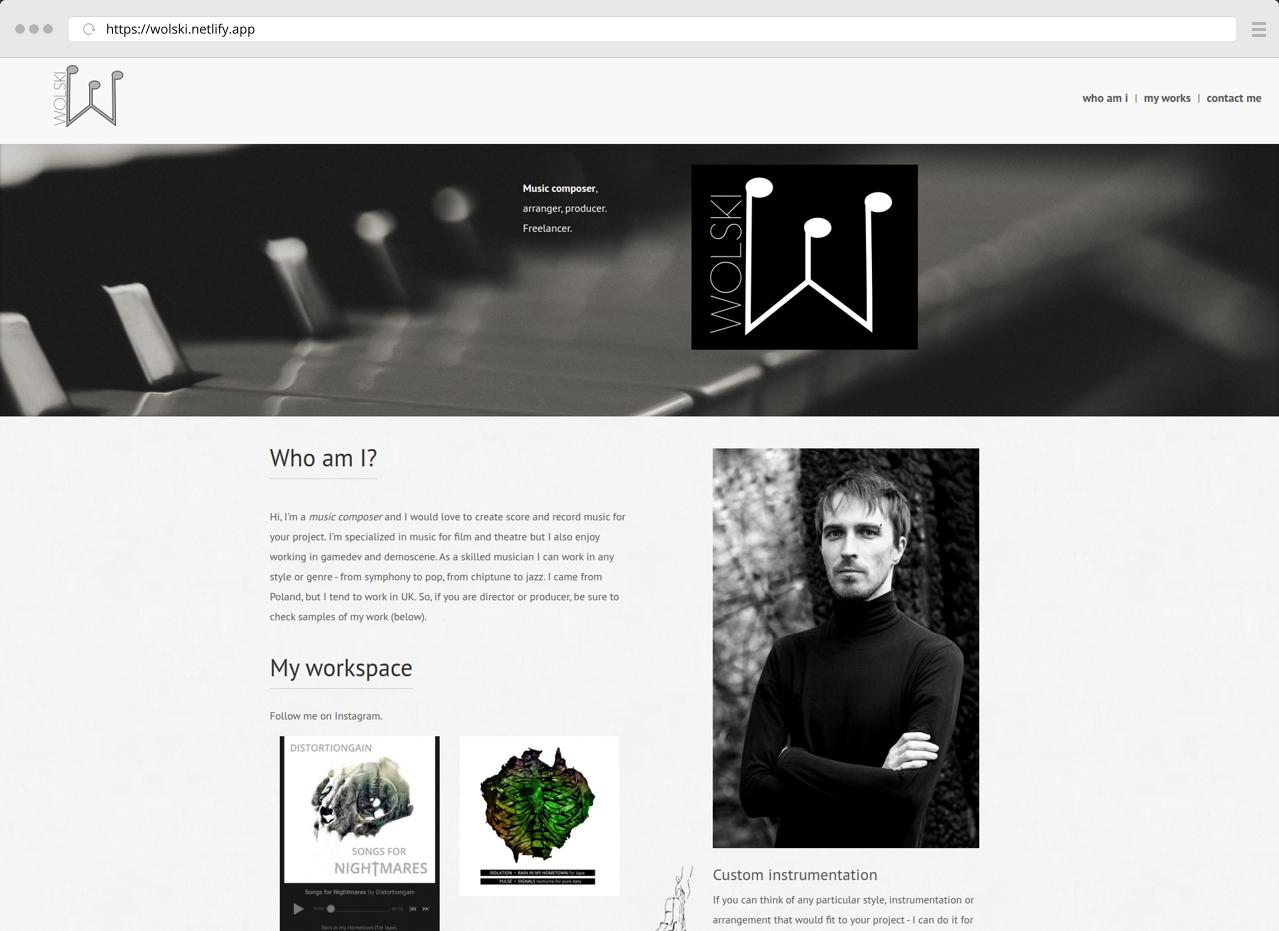 https://wolski.netlify.app
WOLSKI
who am i | my works | contact me
Music composer,
arranger, producer.
Freelancer.
WOLSKI
Who am I?
Hi, I'm a music composer and I would love to create score and record music for
your project. I'm specialized in music for film and theatre but I also enjoy
working in gamedev and demoscene. As a skilled musician I can work in any
style or genre - from symphony to pop, from chiptune to jazz. I came from
Poland, but I tend to work in UK. So, if you are director or producer, be sure to
check samples of my work (below).
My workspace
Follow me on Instagram.
DISTORTIONGAIN
SONGS FOR
NIGHTMARES
Songs for Nightmares by Distortiongain
Rain in my Hometown (for tape)
ISOLATION + RAIN IN MY HOMETOWN for tape
PULSE + SIGNALS nocturne for pure data
Custom instrumentation
If you can think of any particular style, instrumentation or
arrangement that would fit to your project - I can do it for